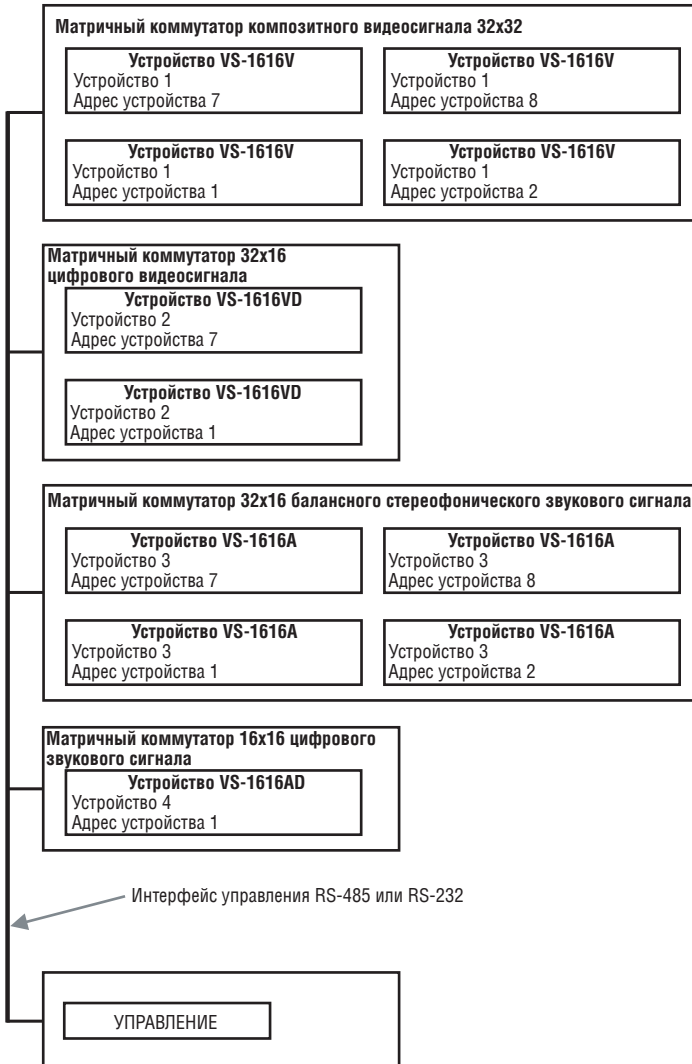 Матричный коммутатор композитного видеосигнала 32x32
Устройство VS-1616V
Устройство 1
Адрес устройства 7
Устройство VS-1616V
Устройство 1
Адрес устройства 8
Устройство VS-1616V
Устройство 1
Адрес устройства 1
Устройство VS-1616V
Устройство 1
Адрес устройства 2
Матричный коммутатор 32x16
цифрового видеосигнала
Устройство VS-1616VD
Устройство 2
Адрес устройства 7
Устройство VS-1616VD
Устройство 2
Адрес устройства 1
Матричный коммутатор 32x16 балансного стереофонического звукового сигнала
Устройство VS-1616A
Устройство 3
Адрес устройства 7
Устройство VS-1616A
Устройство 3
Адрес устройства 8
Устройство VS-1616A
Устройство 3
Адрес устройства 1
Устройство VS-1616A
Устройство 3
Адрес устройства 2
Матричный коммутатор 16x16 цифрового
звукового сигнала
Устройство VS-1616AD
Устройство 4
Адрес устройства 1
Интерфейс управления RS-485 или RS-232
УПРАВЛЕНИЕ